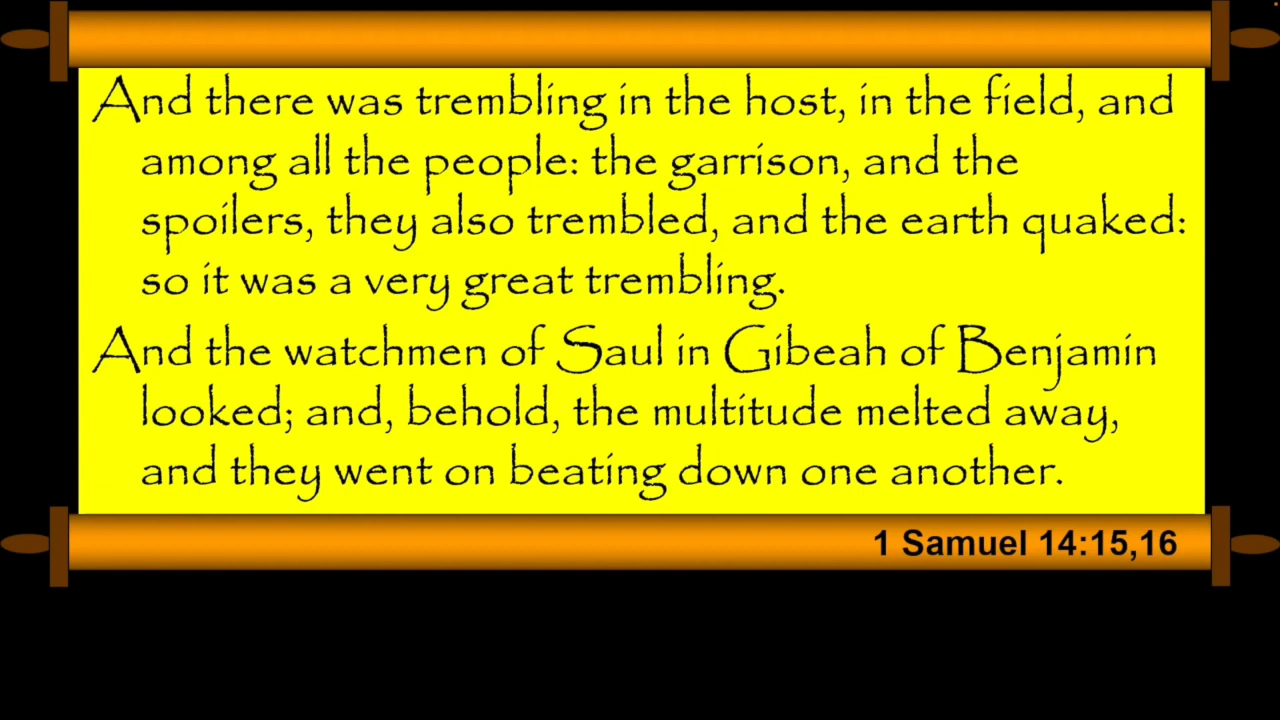 And there was trembling in the host, in the field, and
among all the people: the garrison, and the
spoilers, they also trembled, and the earth quaked:
so it was a very great trembling.
And the watchmen of Saul in Gibeah of Benjamin
looked; and, behold, the multitude melted away,
and they went on beating down one another.
1 Samuel 14:15,16